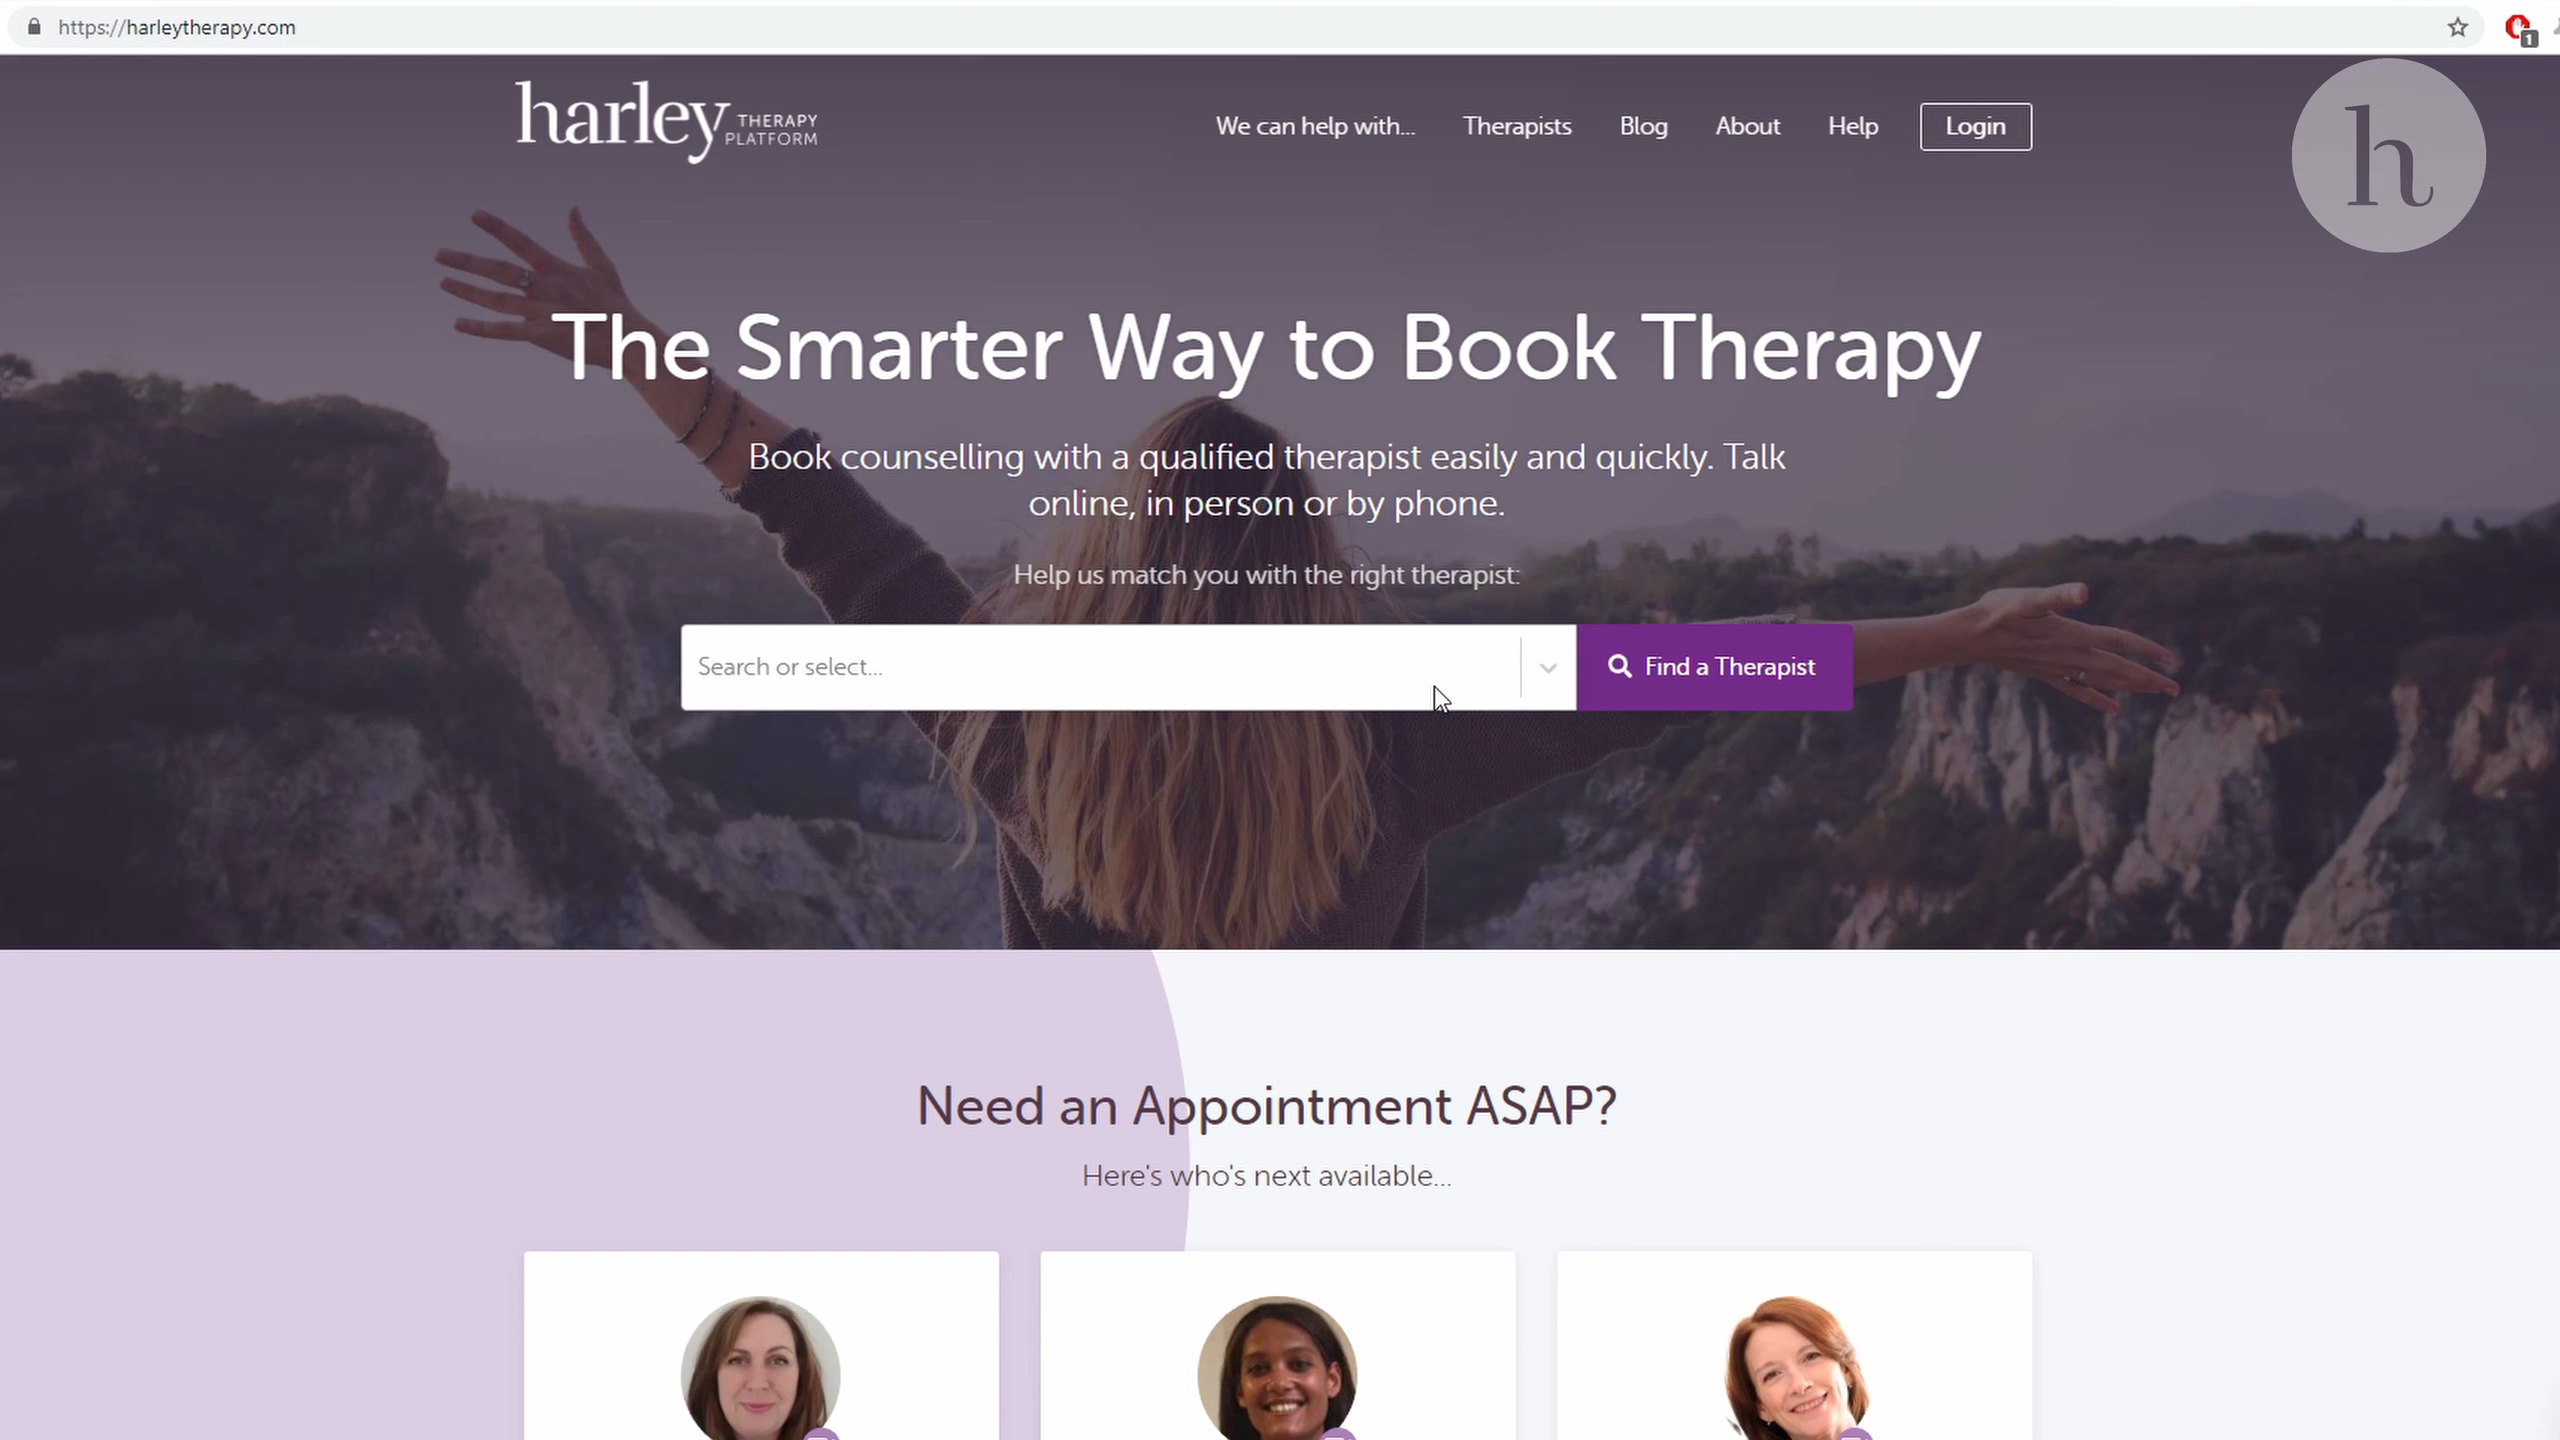 https://harleytherapy.com
1
harley THERAPY
PLATFORM
We can help with... Therapists Blog About Help Login
h
The Smarter Way to Book Therapy
Book counselling with a qualified therapist easily and quickly. Talk
online, in person or by phone.
Help us match you with the right therapist:
Search or select...
Find a Therapist
Need an Appointment ASAP?
Here's who's next available...